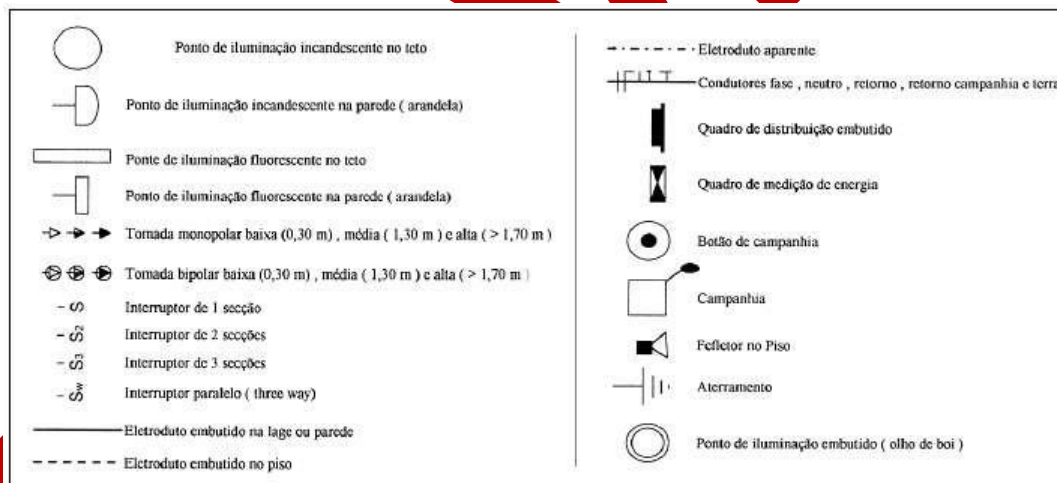 Ponto de iluminação incandescente no teto
Ponto de iluminação incandescente na parede ( arandela)
Ponte de iluminação fluorescente no teto
Ponto de iluminação fluorescente na parede ( arandela)
Tomada monopolar baixa (0,30 m) , média ( 1,30 m ) e alta ( > 1,70 m )
Tomada bipolar baixa (0,30 m) , média ( 1,30 m ) e alta ( > 1,70 m )
- S Interruptor de 1 secção
- S2 Interruptor de 2 secções
- S3 Interruptor de 3 secções
- Sw Interruptor paralelo ( three way)
Eletroduto embutido na lage ou parede
Eletroduto embutido no piso
Eletroduto aparente
Condutores fase , neutro , retorno , retorno campanhia e terra
Quadro de distribuição embutido
Quadro de medição de energia
Botão de campanhia
Campanhia
Fefletor no Piso
Aterramento
Ponto de iluminação embutido ( olho de boi )